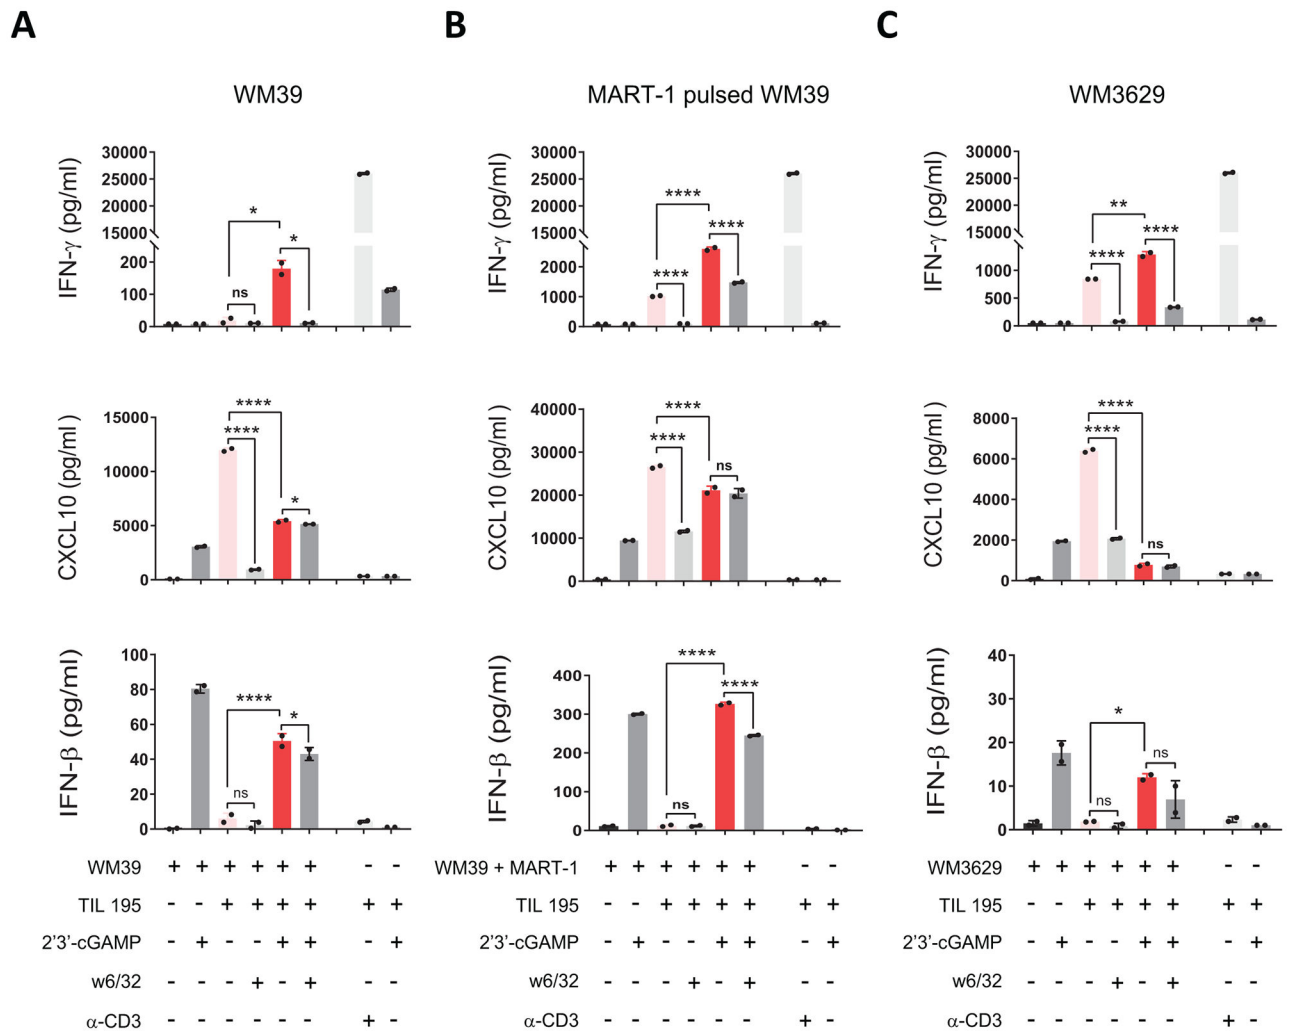 A
B
C
WM39
MART-1 pulsed WM39
WM3629
IFN-γ (pg/ml)
30000
25000
20000
15000
200
100
0
*
*
ns
IFN-γ (pg/ml)
30000
25000
20000
15000
2000
1000
0
****
****
****
IFN-γ (pg/ml)
30000
25000
20000
15000
1000
500
0
**
****
****
CXCL10 (pg/ml)
15000
10000
5000
0
****
****
*
CXCL10 (pg/ml)
40000
30000
20000
10000
0
****
****
ns
CXCL10 (pg/ml)
8000
6000
4000
2000
0
****
****
ns
IFN-β (pg/ml)
100
80
60
40
20
0
****
*
ns
IFN-β (pg/ml)
400
300
200
100
0
****
****
ns
IFN-β (pg/ml)
40
30
20
10
0
*
ns
ns
WM39 + + + + + + - -
TIL 195 - - + + + + + +
2'3'-cGAMP - + - - + + - +
w6/32 - - - + - + - -
α-CD3 - - - - - - + -
WM39 + MART-1 + + + + + + - -
TIL 195 - - + + + + + +
2'3'-cGAMP - + - - + + - +
w6/32 - - - + - + - -
α-CD3 - - - - - - + -
WM3629 + + + + + + - -
TIL 195 - - + + + + + +
2'3'-cGAMP - + - - + + - +
w6/32 - - - + - + - -
α-CD3 - - - - - - + -